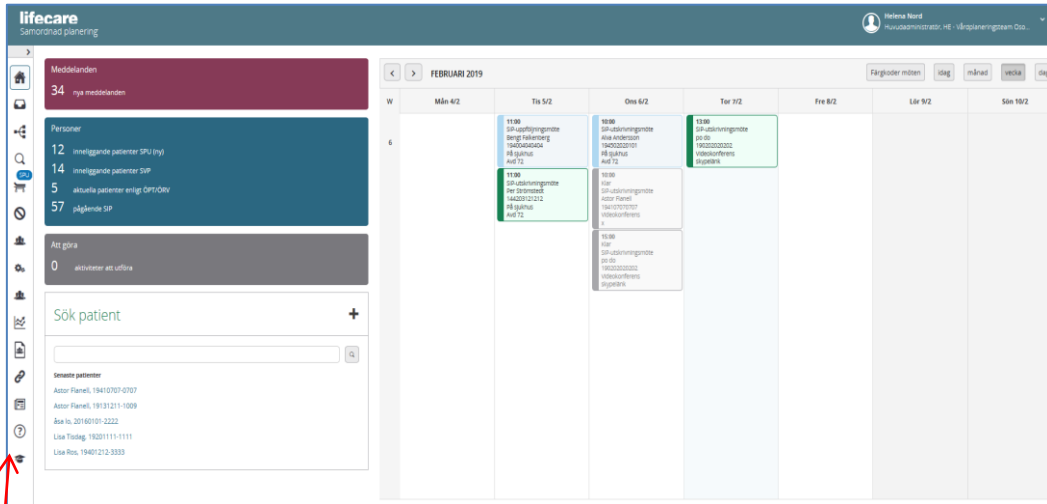 lifecare
Samordnad planering
Helena Nord
Huvudadministratör, HE - Vårdplaneringsteam Oso...
Meddelanden
34 nya meddelanden
Personer
12 inneliggande patienter SPU (ny)
14 inneliggande patienter SVP
5 aktuella patienter enligt ÖPT/ÖRV
57 pågående SIP
Att göra
0 aktiviteter att utföra
Sök patient
Senaste patienter
Astor Flanell, 19410707-0707
Astor Flanell, 19131211-1009
åsa lo, 20160101-2222
Lisa Tisdag, 19201111-1111
Lisa Ros, 19401212-3333
SPU
FEBRUARI 2019
Färgkoder möten
idag
månad
vecka
da
W
Mån 4/2
Tis 5/2
Ons 6/2
Tor 7/2
Fre 8/2
Lör 9/2
Sön 10/2
6
11:00
SIP-uppföljningsmöte
Bengt Falkenberg
194004040404
På sjukhus
Avd 72
11:00
SIP-utskrivningsmöte
Per Strömstedt
144203121212
På sjukhus
Avd 72
10:00
SIP-utskrivningsmöte
Alva Andersson
194502020101
På sjukhus
Avd 72
10:00
Klar
SIP-utskrivningsmöte
Astor Flanell
194107070707
Videokonferens
x
15:00
Klar
SIP-utskrivningsmöte
po do
190202020202
Videokonferens
skypelänk
13:00
SIP-utskrivningsmöte
po do
190202020202
Videokonferens
skypelänk